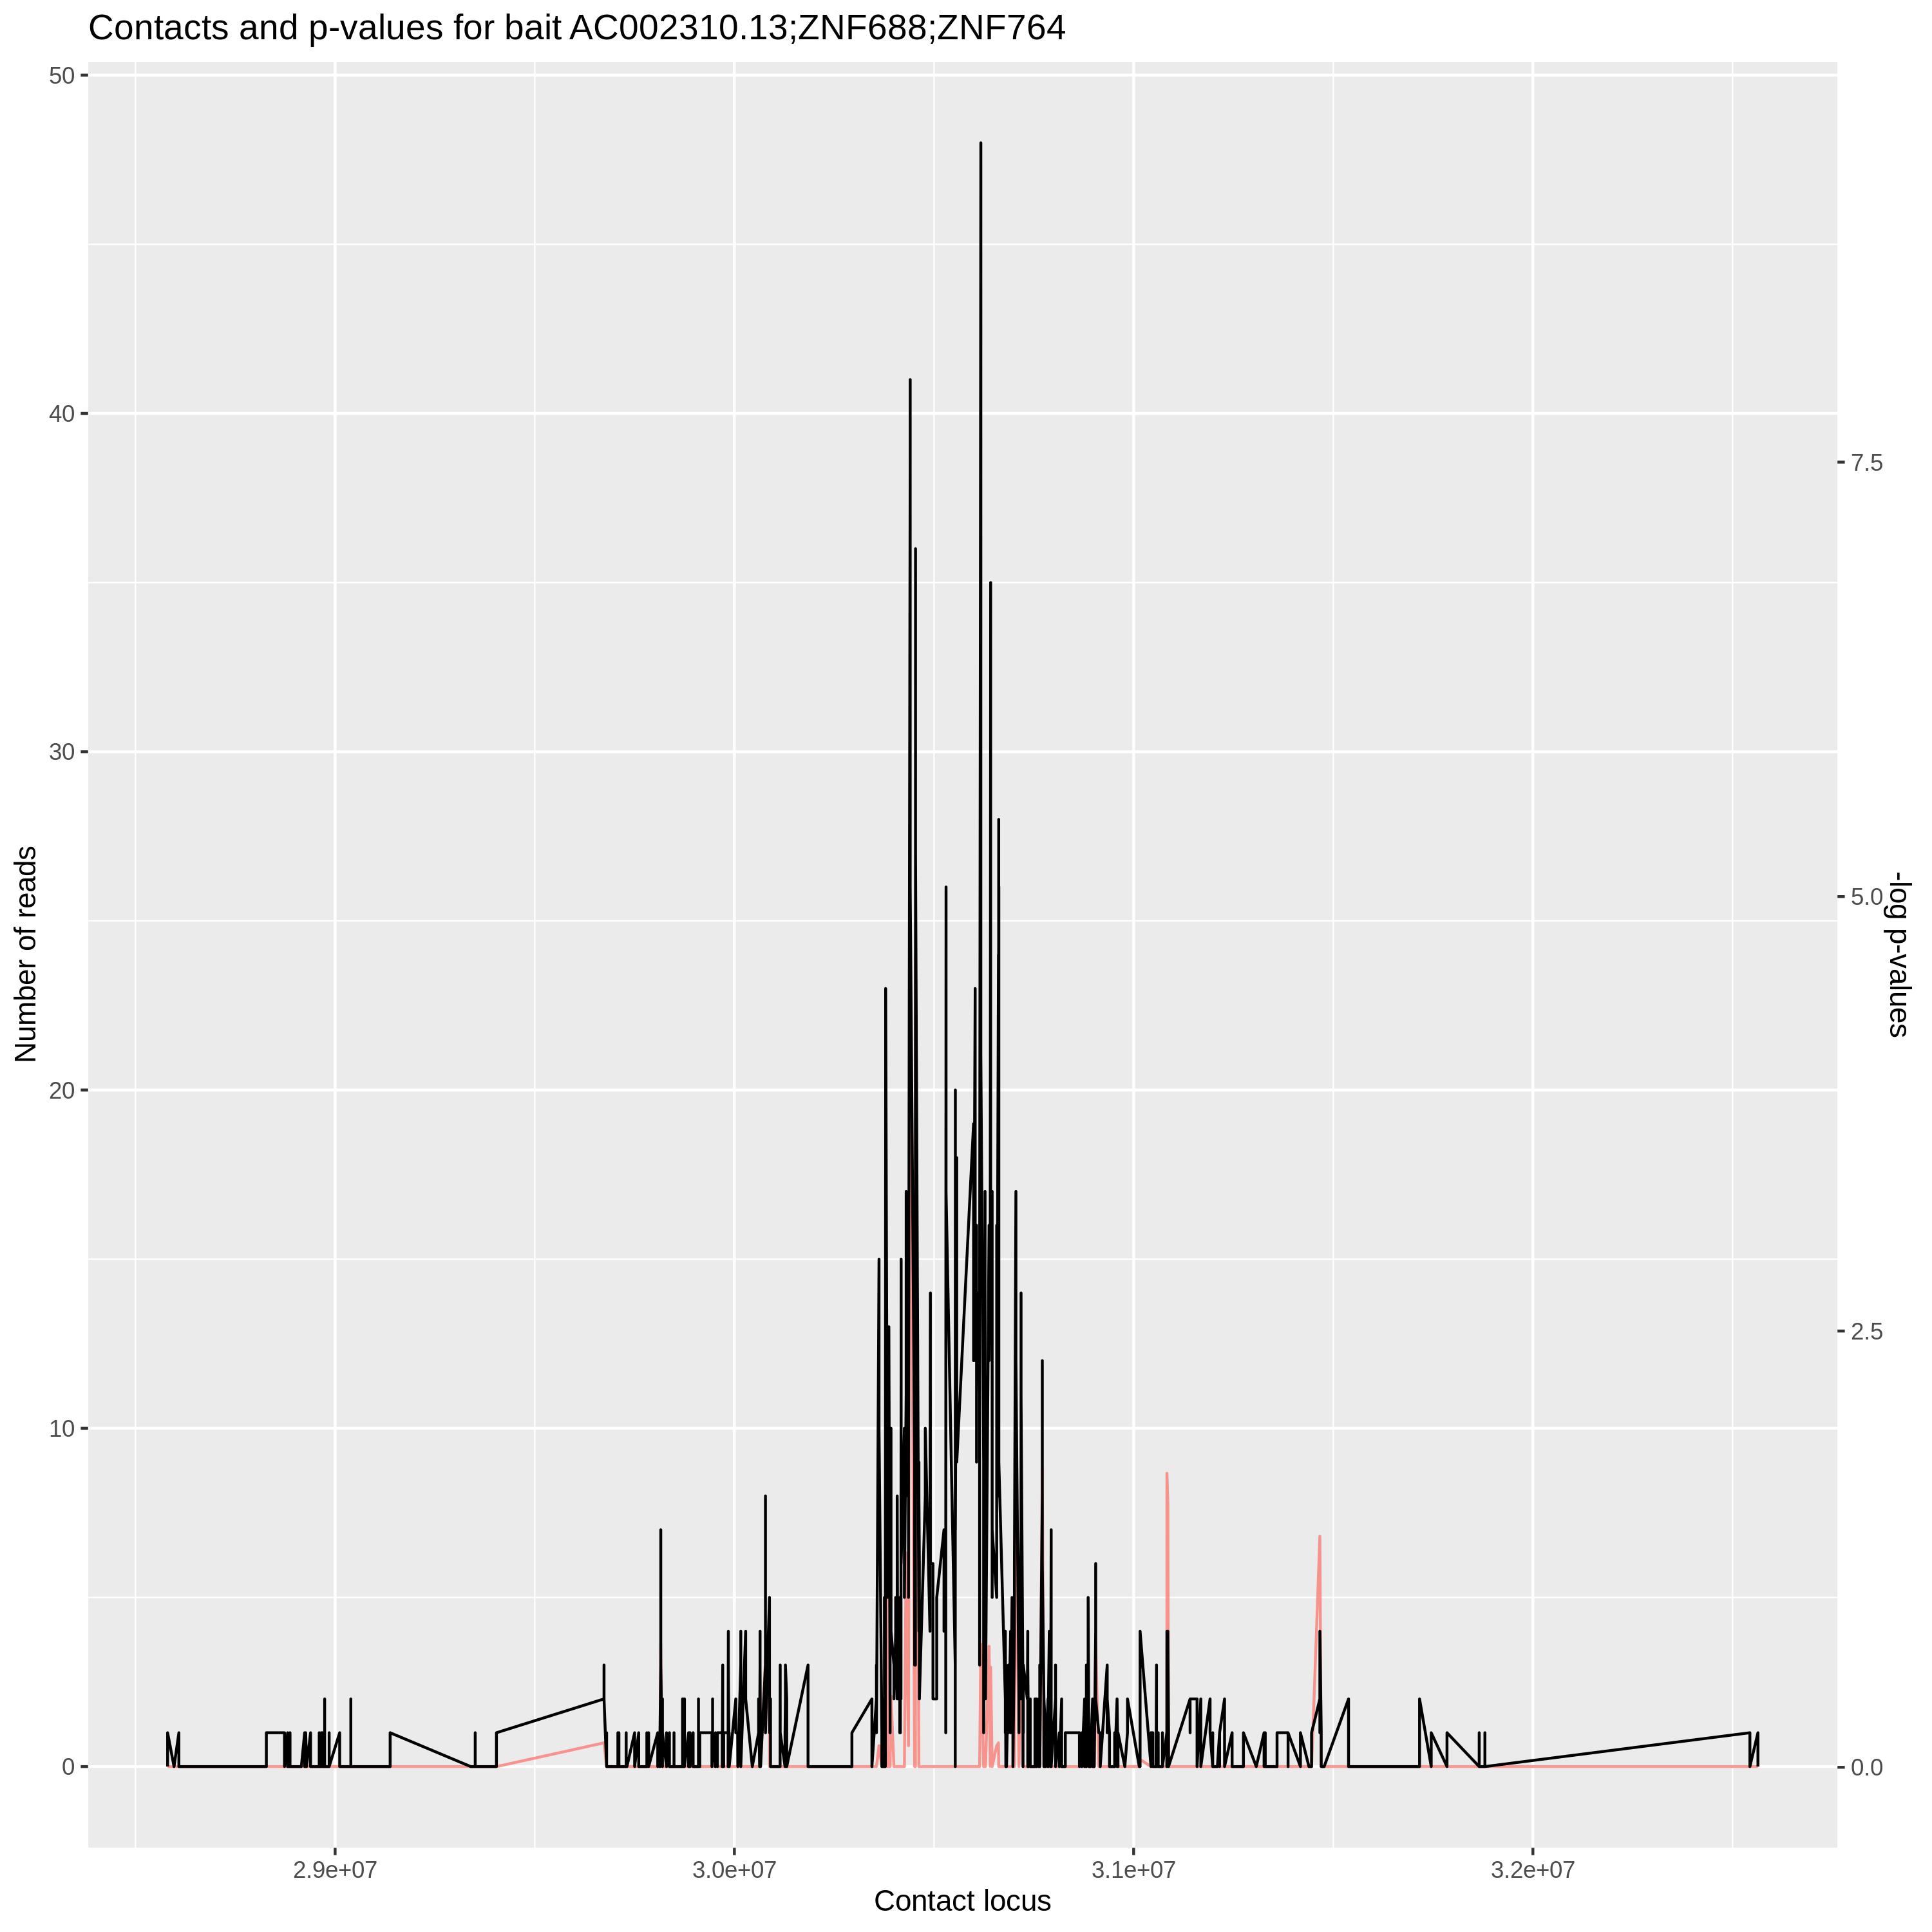 Contacts and p-values for bait AC002310.13;ZNF688;ZNF764
50
40
30
20
10
0
Number of reads
7.5
5.0
2.5
0.0
-log p-values
2.9e+07
3.0e+07
3.1e+07
3.2e+07
Contact locus